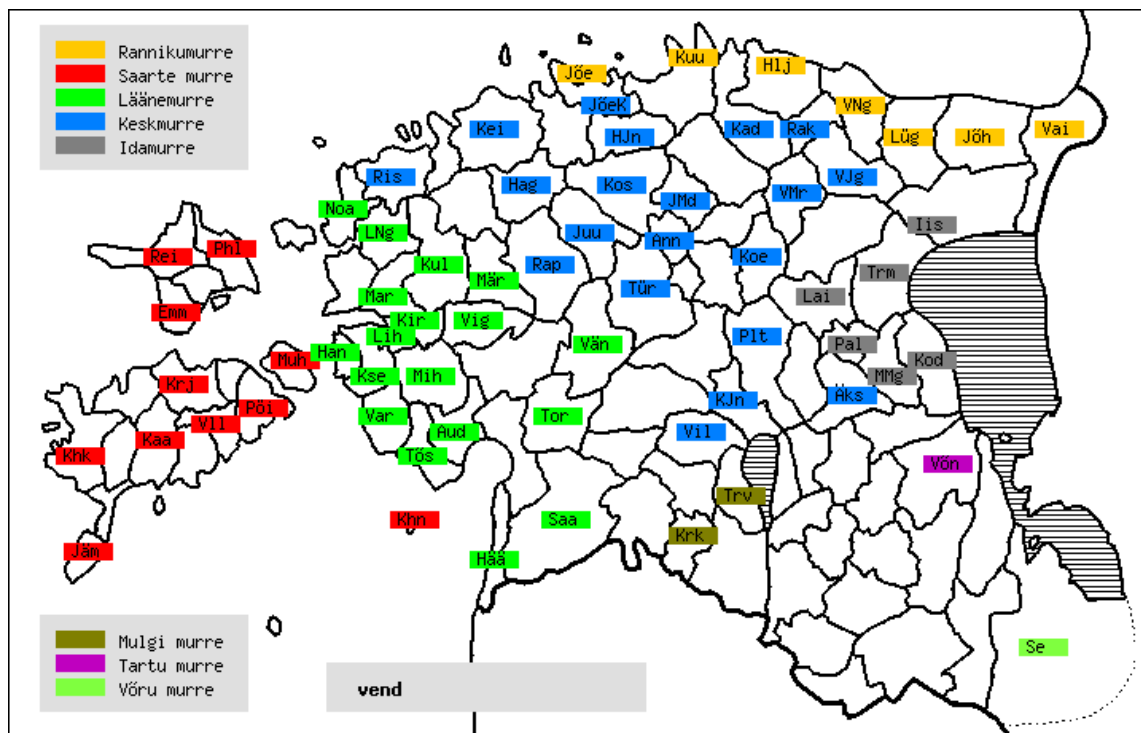 Rannikumurre
Saarte murre
Läänemurre
Keskmurre
Idamurre
Kuu
Jõe
Hlj
JõeK
VNg
Kei
HJn
Kad
Rak
Lüg
Jõh
Vai
Ris
Hag
Kos
JMd
VMr
VJg
Noa
LNg
Juu
Ann
Iis
Rei
Phl
Kul
Mär
Rap
Koe
Trm
Tür
Mar
Lai
Emm
Kir
Vig
Lih
Han
Vän
Plt
Pal
Kod
Muh
Kse
Mih
MMg
Krj
Pöi
Äks
KJn
Vll
Var
Tor
Kaa
Aud
Vil
Khk
Tõs
Võn
Trv
Khn
Saa
Krk
Jäm
Hää
Mulgi murre
Tartu murre
Võru murre
Se
vend